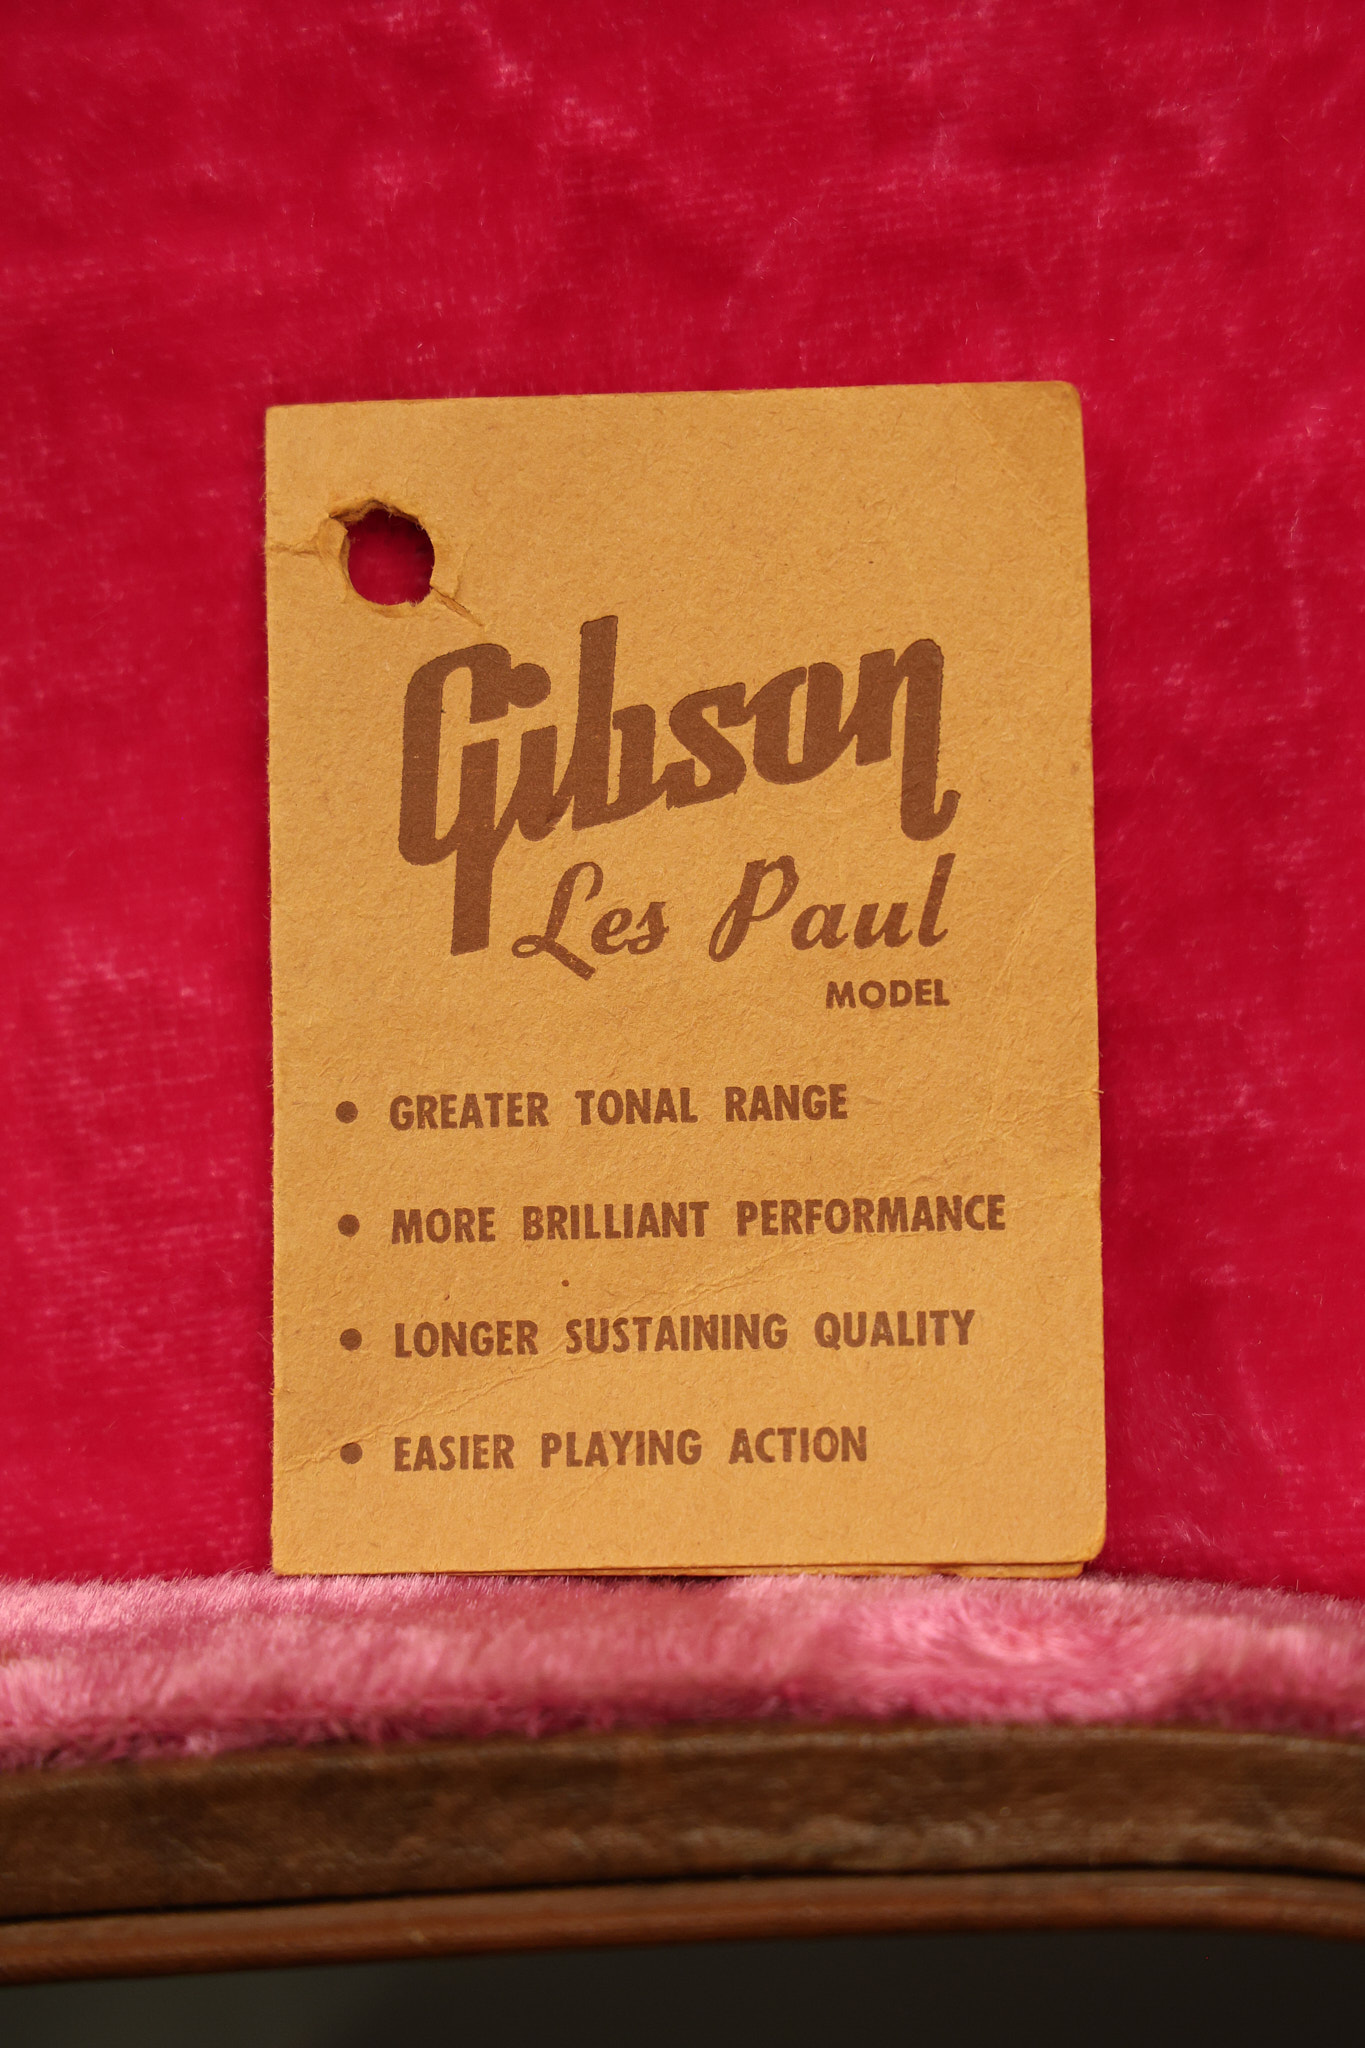 Gibson
Les Paul
MODEL
• GREATER TONAL RANGE
• MORE BRILLIANT PERFORMANCE
• LONGER SUSTAINING QUALITY
• EASIER PLAYING ACTION